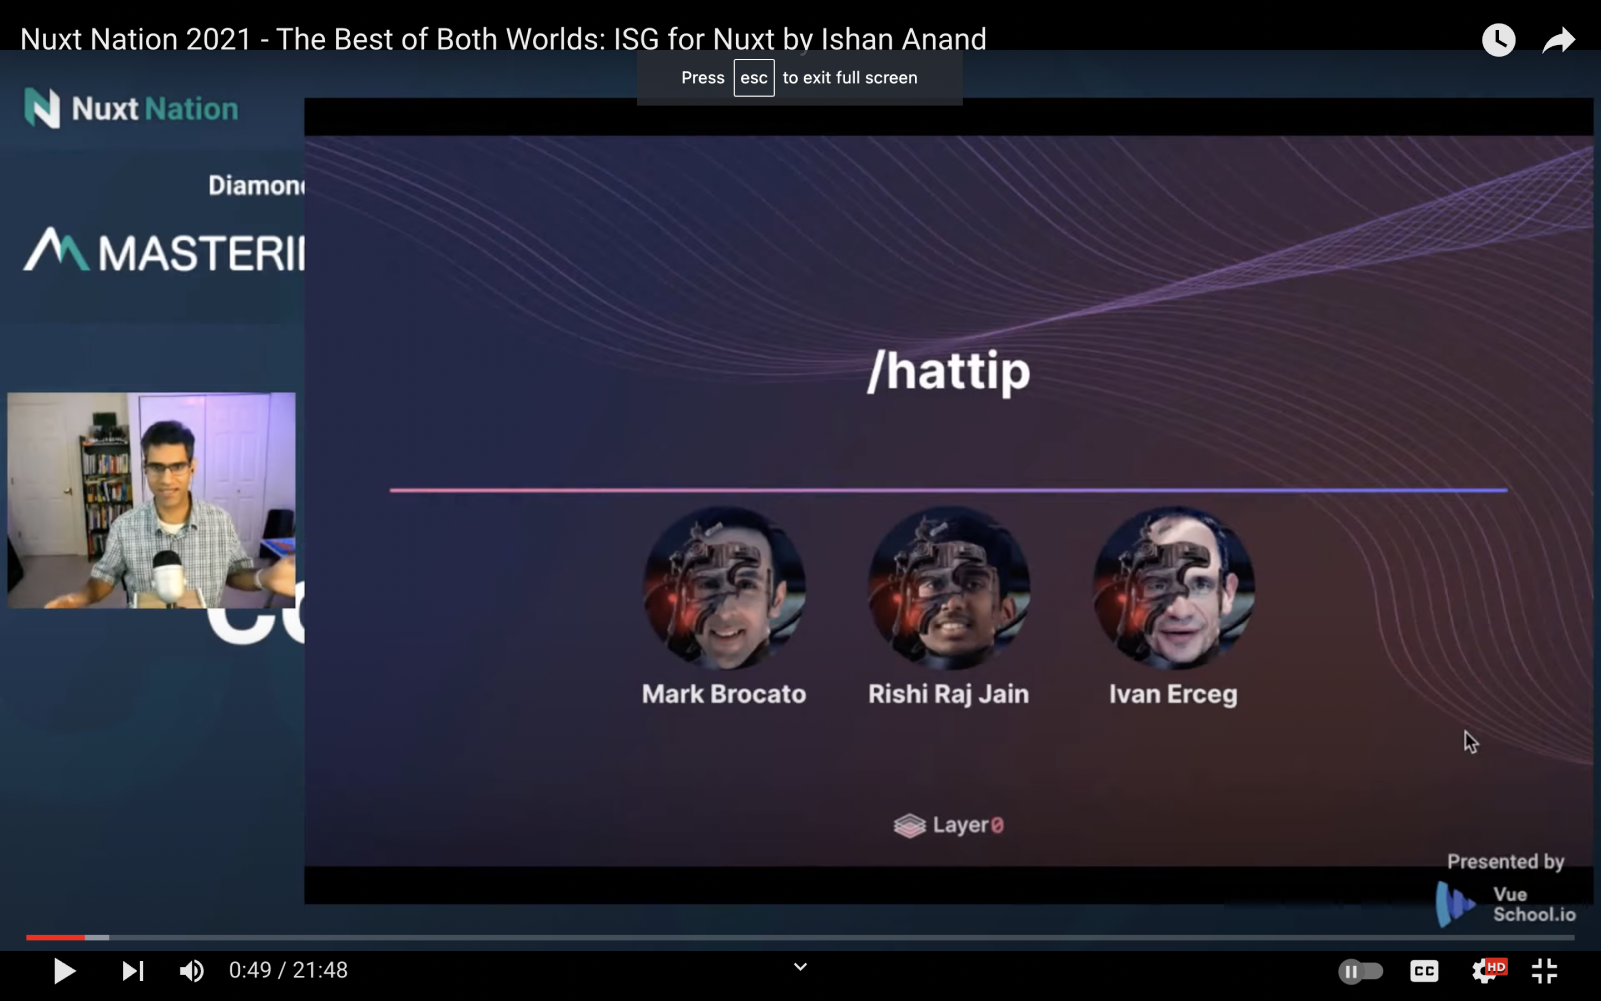 Nuxt Nation 2021 - The Best of Both Worlds: ISG for Nuxt by Ishan Anand
Press esc to exit full screen
Nuxt Nation
Diamon
MASTERI
/hattip
Mark Brocato
Rishi Raj Jain
Ivan Erceg
Layer0
Presented by
Vue
School.io
0:49 / 21:48
CC
HD